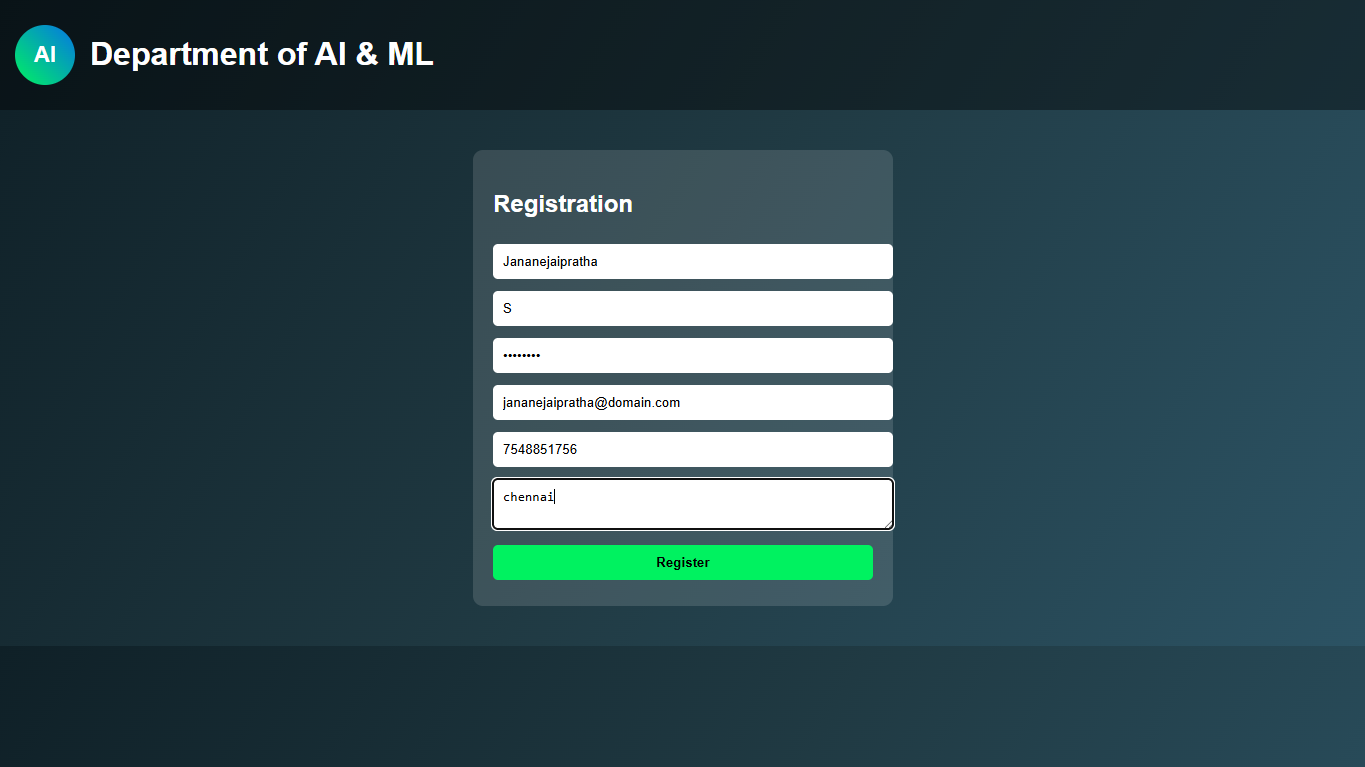 AI
Department of AI & ML
Registration
Jananejaipratha
S
••••••••
jananejaipratha@domain.com
7548851756
chennai
Register